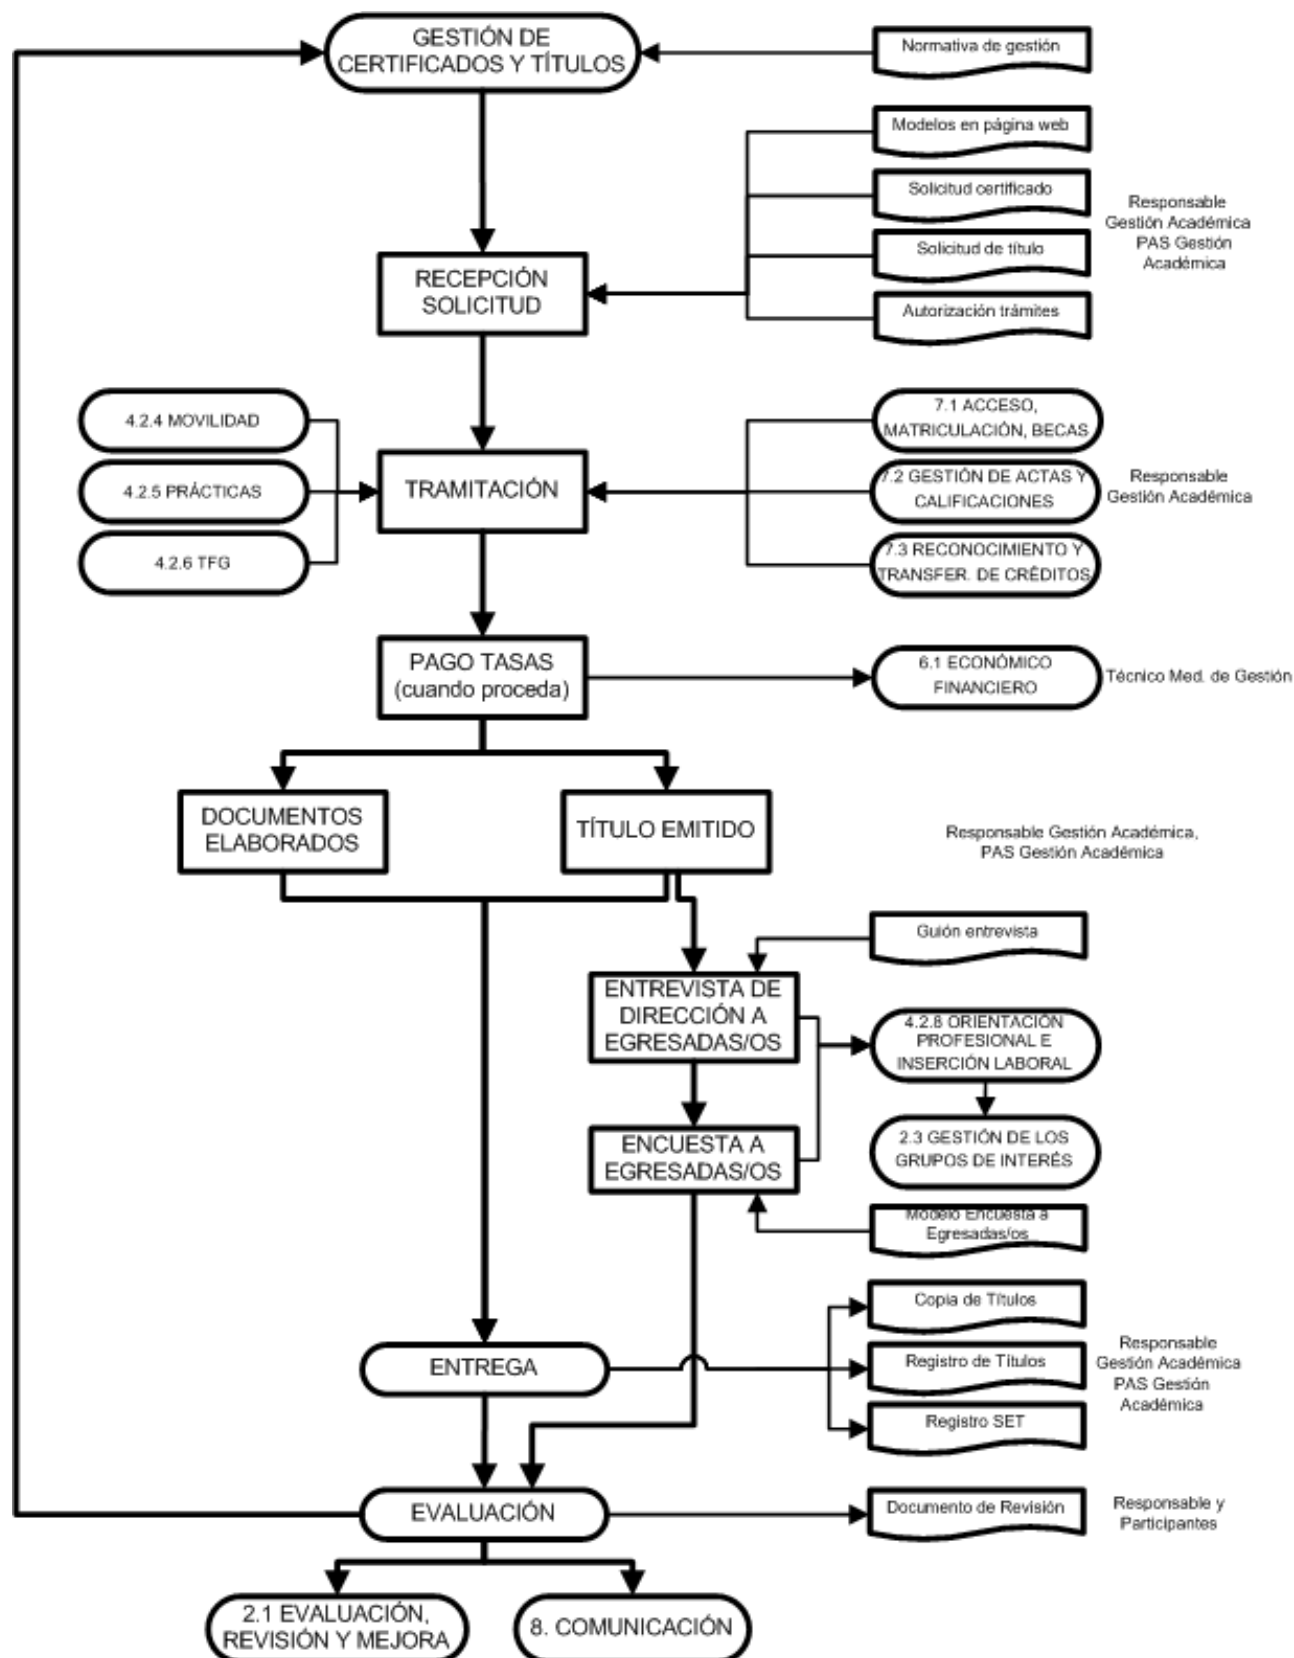 GESTIÓN DE
CERTIFICADOS Y TÍTULOS
Normativa de gestión
Modelos en página web
Solicitud certificado
Solicitud de título
Autorización trámites
Responsable
Gestión Académica
PAS Gestión
Académica
RECEPCIÓN
SOLICITUD
4.2.4 MOVILIDAD
4.2.5 PRÁCTICAS
4.2.6 TFG
TRAMITACIÓN
7.1 ACCESO,
MATRICULACIÓN, BECAS
7.2 GESTIÓN DE ACTAS Y
CALIFICACIONES
7.3 RECONOCIMIENTO Y
TRANSFER. DE CRÉDITOS
Responsable
Gestión Académica
PAGO TASAS
(cuando proceda)
6.1 ECONÓMICO
FINANCIERO
Técnico Med. de Gestión
DOCUMENTOS
ELABORADOS
TÍTULO EMITIDO
Responsable Gestión Académica,
PAS Gestión Académica
Guión entrevista
ENTREVISTA DE
DIRECCIÓN A
EGRESADAS/OS
4.2.8 ORIENTACIÓN
PROFESIONAL E
INSERCIÓN LABORAL
ENCUESTA A
EGRESADAS/OS
2.3 GESTIÓN DE LOS
GRUPOS DE INTERÉS
Modelo Encuesta a
Egresadas/os
Copia de Títulos
Registro de Títulos
Registro SET
Responsable
Gestión Académica
PAS Gestión
Académica
ENTREGA
EVALUACIÓN
Documento de Revisión
Responsable y
Participantes
2.1 EVALUACIÓN,
REVISIÓN Y MEJORA
8. COMUNICACIÓN